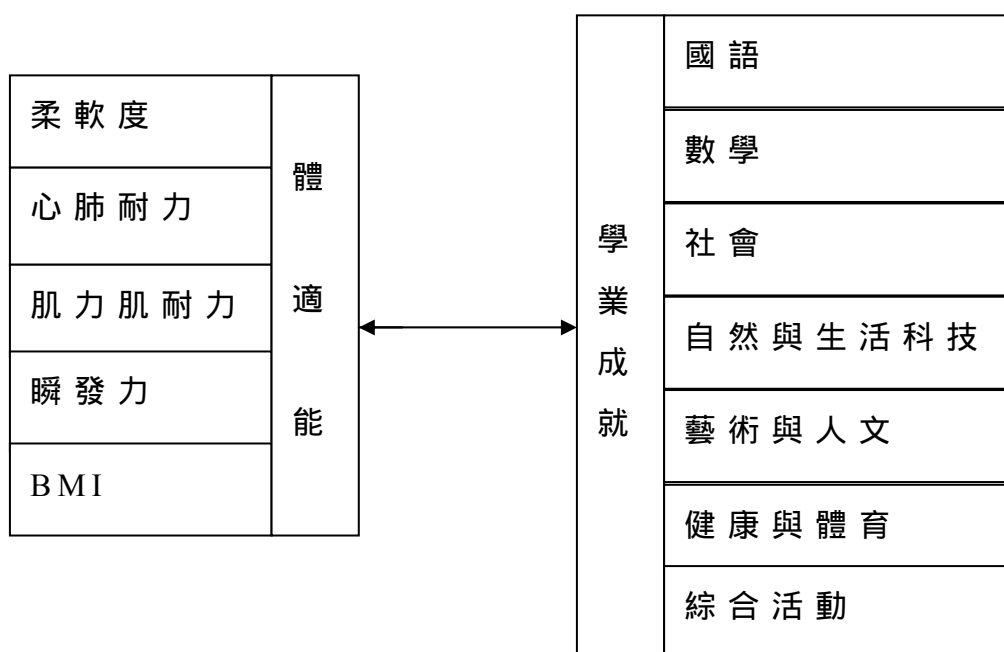 柔軟度
心肺耐力
肌力肌耐力
瞬發力
BMI
體適能
學業成就
國語
數學
社會
自然與生活科技
藝術與人文
健康與體育
綜合活動